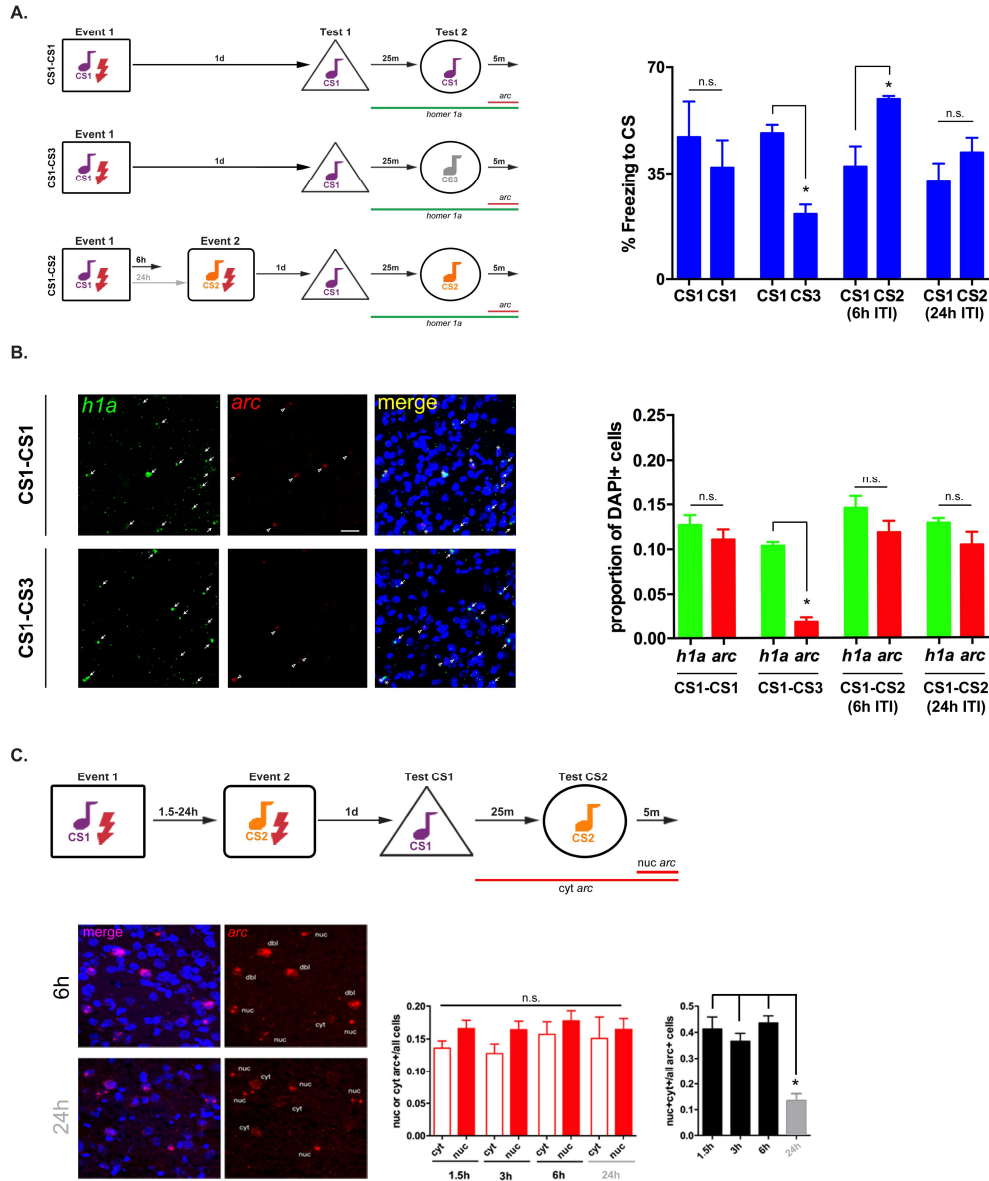 A.
Event 1
Test 1
Test 2
CS1-CS1
CS1
1d
CS1
25m
CS1
5m
arc
homer 1a
Event 1
CS1-CS3
CS1
1d
CS1
25m
CS3
5m
arc
homer 1a
Event 1
Event 2
CS1-CS2
CS1
6h
24h
CS2
1d
CS1
25m
CS2
5m
arc
homer 1a
% Freezing to CS
70
35
0
n.s.
*
*
n.s.
CS1 CS1
CS1 CS3
CS1 CS2
(6h ITI)
CS1 CS2
(24h ITI)
B.
h1a
arc
merge
CS1-CS1
CS1-CS3
proportion of DAPI+ cells
0.25
0.20
0.15
0.10
0.05
0.00
n.s.
*
n.s.
n.s.
h1a arc
h1a arc
h1a arc
h1a arc
CS1-CS1
CS1-CS3
CS1-CS2
(6h ITI)
CS1-CS2
(24h ITI)
C.
Event 1
Event 2
Test CS1
Test CS2
CS1
1.5-24h
CS2
1d
CS1
25m
CS2
5m
nuc arc
cyt arc
6h
merge
arc
nuc
dbl
dbl
dbl
dbl
nuc
cyt
nuc
nuc
24h
nuc
cyt
nuc
nuc
cyt
cyt
nuc
nuc or cyt arc+/all cells
0.20
0.15
0.10
0.05
0.00
n.s.
cyt
nuc
cyt
nuc
cyt
nuc
cyt
nuc
1.5h
3h
6h
24h
nuc+cyt+/all arc+ cells
0.5
0.4
0.3
0.2
0.1
0.0
*
1.5h
3h
6h
24h